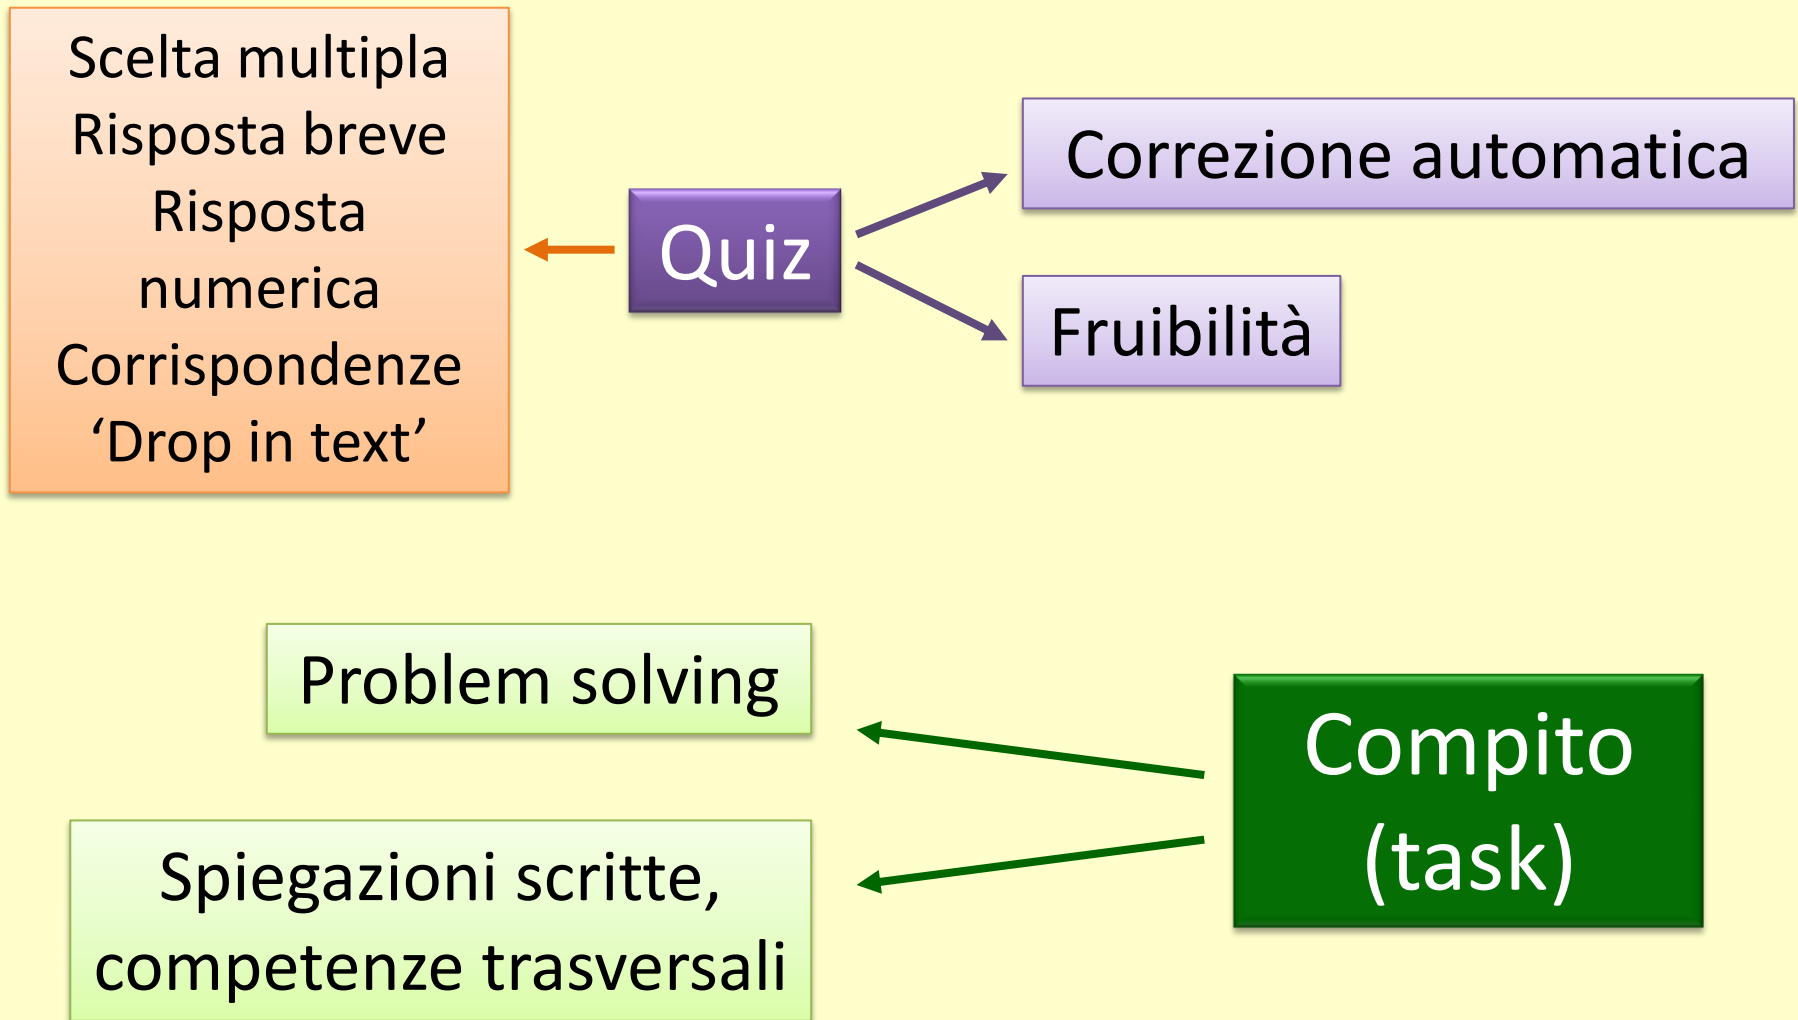 Scelta multipla
Risposta breve
Risposta
numerica
Corrispondenze
‘Drop in text’
Quiz
Correzione automatica
Fruibilità
Problem solving
Spiegazioni scritte,
competenze trasversali
Compito
(task)